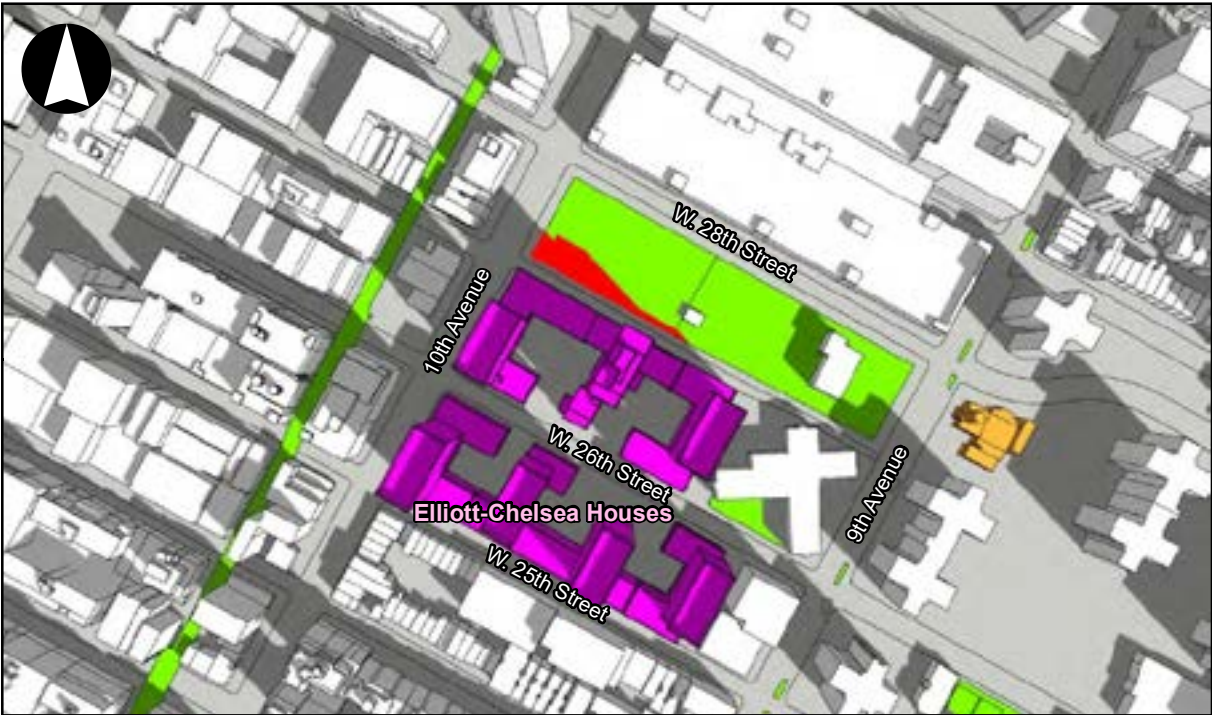 W. 28th Street
10th Avenue
W. 26th Street
9th Avenue
Elliott-Chelsea Houses
W. 25th Street